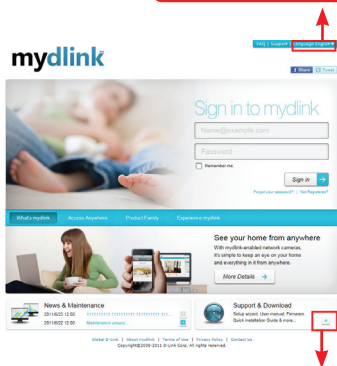 FAQ | Support | Language English
mydlink
Share Tweet
Sign in to mydlink
Name@example.com
Password
Remember me
Sign in
Forgot your password? | Not Registered?
What's mydlink Access Anywhere Product Family Experience mydlink
See your home from anywhere
With mydlink-enabled network cameras,
it's simple to keep an eye on your home
and everything in it from anywhere.
More Details
News & Maintenance
2011/6/23 12:00
2011/6/22 12:00 Maintenance announ...
Support & Download
Setup wizard, User manual, Firmware,
Quick Installation Guide & more...
Global D-Link | About mydlink | Terms of Use | Privacy Policy | Contact Us
Copyright©2009-2012 D-Link Corp. All rights reserved.